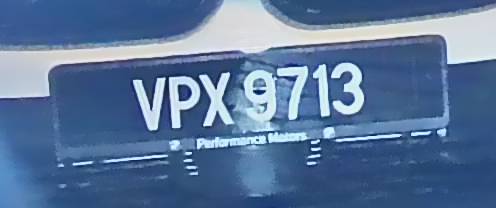 VPX 9713
Performance Motors